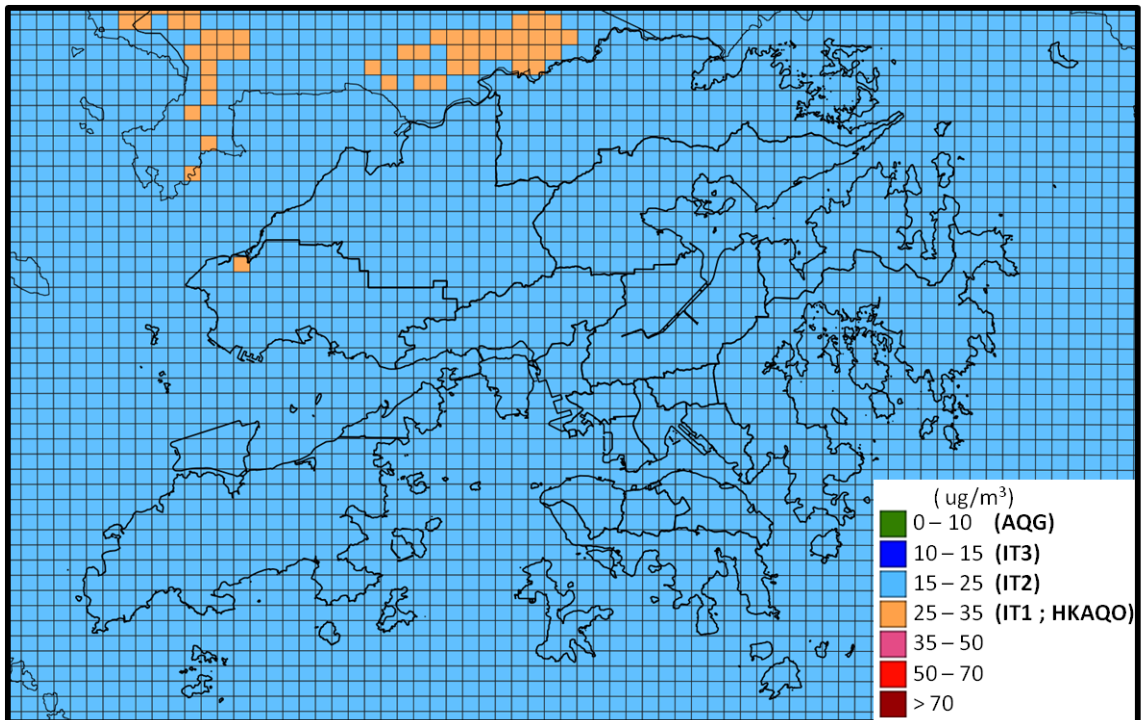 ( ug/m³)
0 – 10 (AQG)
10 – 15 (IT3)
15 – 25 (IT2)
25 – 35 (IT1 ; HKAQO)
35 – 50
50 – 70
> 70